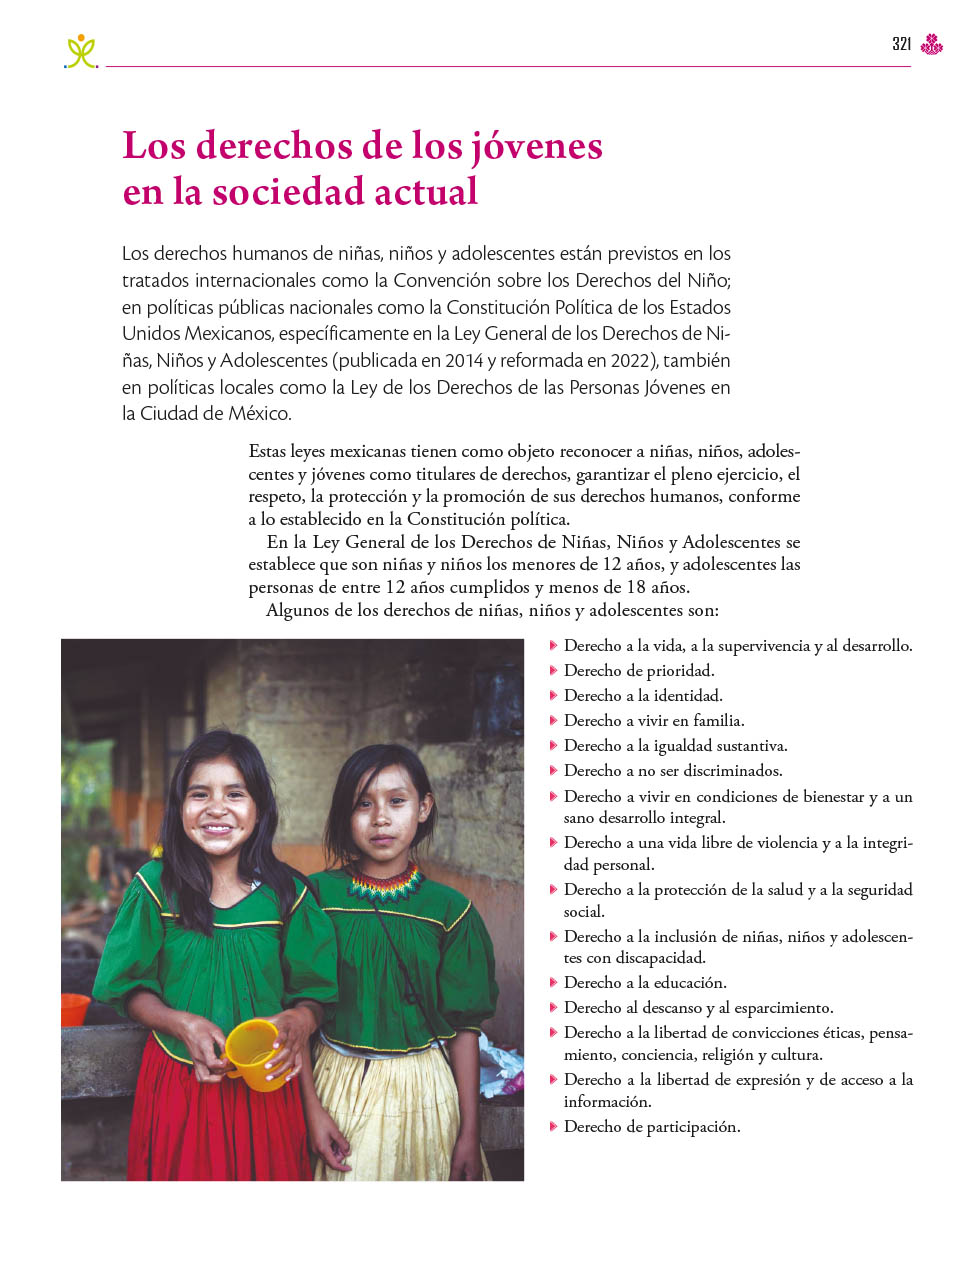 321
Los derechos de los jóvenes
en la sociedad actual
Los derechos humanos de niñas, niños y adolescentes están previstos en los
tratados internacionales como la Convención sobre los Derechos del Niño;
en políticas públicas nacionales como la Constitución Política de los Estados
Unidos Mexicanos, específicamente en la Ley General de los Derechos de Ni-
ñas, Niños y Adolescentes (publicada en 2014 y reformada en 2022), también
en políticas locales como la Ley de los Derechos de las Personas Jóvenes en
la Ciudad de México.
Estas leyes mexicanas tienen como objeto reconocer a niñas, niños, adoles-
centes y jóvenes como titulares de derechos, garantizar el pleno ejercicio, el
respeto, la protección y la promoción de sus derechos humanos, conforme
a lo establecido en la Constitución política.
En la Ley General de los Derechos de Niñas, Niños y Adolescentes se
establece que son niñas y niños los menores de 12 años, y adolescentes las
personas de entre 12 años cumplidos y menos de 18 años.
Algunos de los derechos de niñas, niños y adolescentes son:
Derecho a la vida, a la supervivencia y al desarrollo.
Derecho de prioridad.
Derecho a la identidad.
Derecho a vivir en familia.
Derecho a la igualdad sustantiva.
Derecho a no ser discriminados.
Derecho a vivir en condiciones de bienestar y a un
sano desarrollo integral.
Derecho a una vida libre de violencia y a la integri-
dad personal.
Derecho a la protección de la salud y a la seguridad
social.
Derecho a la inclusión de niñas, niños y adolescen-
tes con discapacidad.
Derecho a la educación.
Derecho al descanso y al esparcimiento.
Derecho a la libertad de convicciones éticas, pensa-
miento, conciencia, religión y cultura.
Derecho a la libertad de expresión y de acceso a la
información.
Derecho de participación.